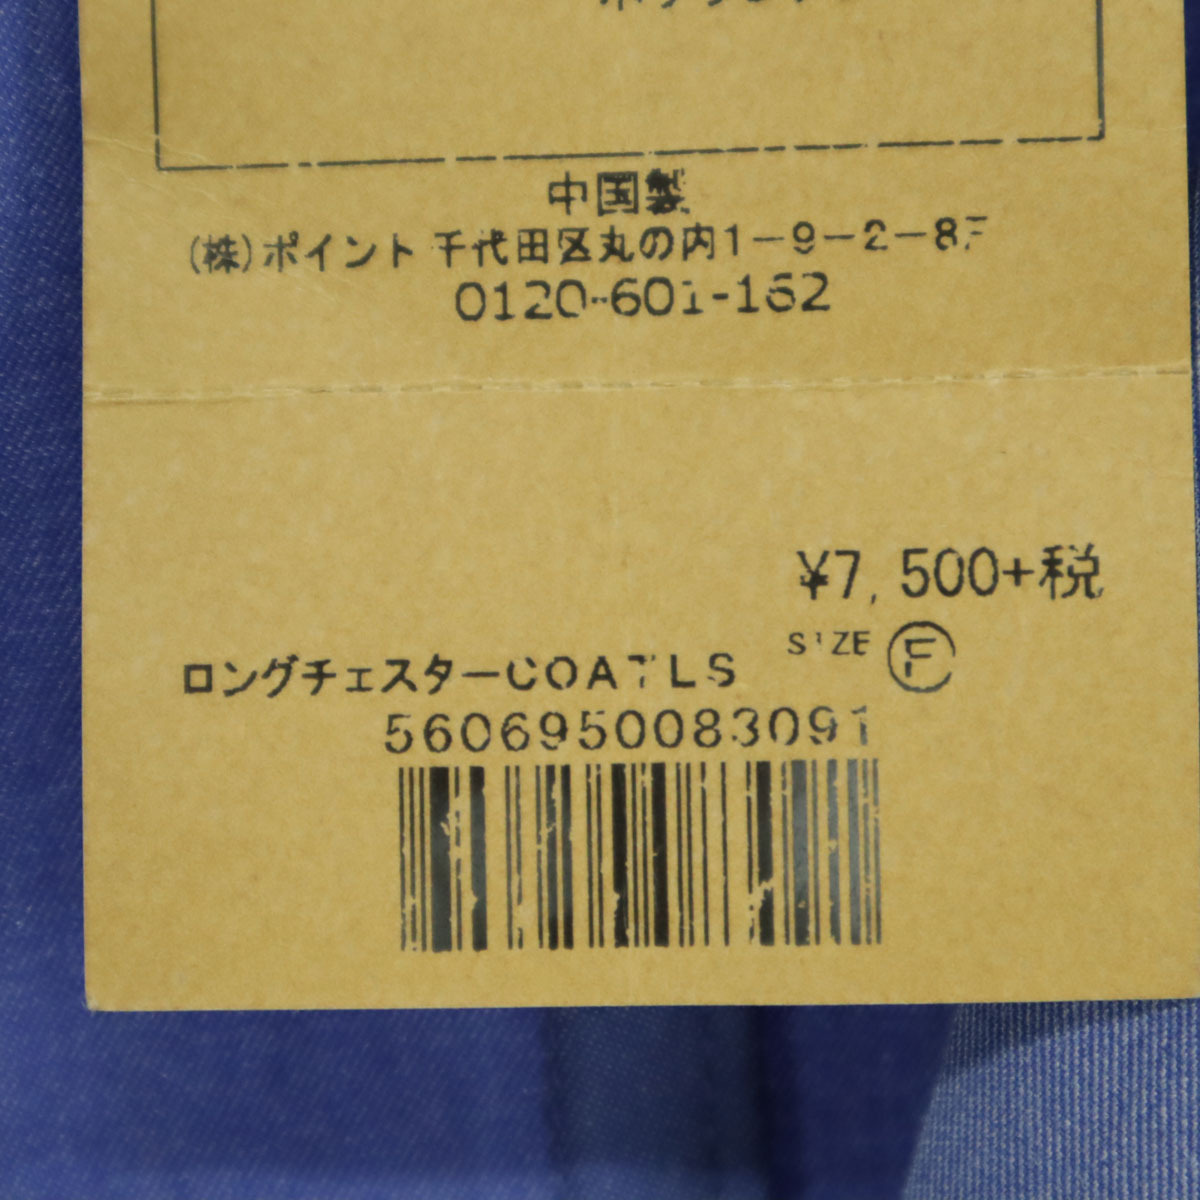 中国製
(株)ポイント 千代田区丸の内1-9-2-8F
0120-601-162
¥7,500+税
SIZE F
ロングチェスターCOATLS
5606950083091